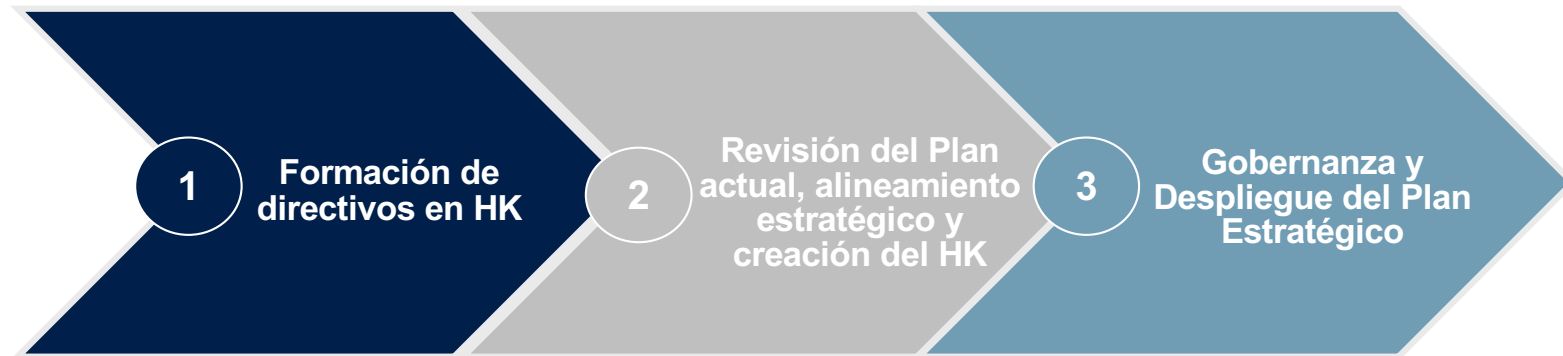 1
Formación de
directivos en HK
2
Revisión del Plan
actual, alineamiento
estratégico y
creación del HK
3
Gobernanza y
Despliegue del Plan
Estratégico